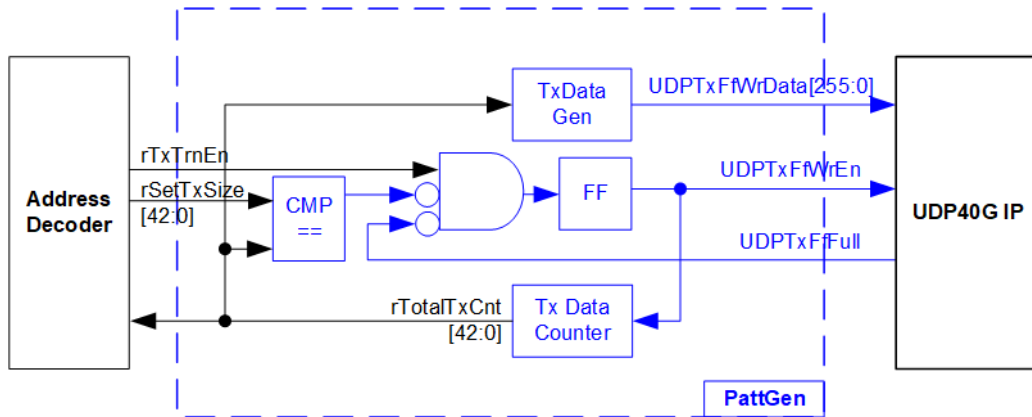 TxData
Gen
UDPTxFfWrData[255:0]
rTxTrnEn
rSetTxSize
[42:0]
CMP
==
FF
UDPTxFfWrEn
Address
Decoder
UDP40G IP
UDPTxFfFull
rTotalTxCnt
[42:0]
Tx Data
Counter
PattGen